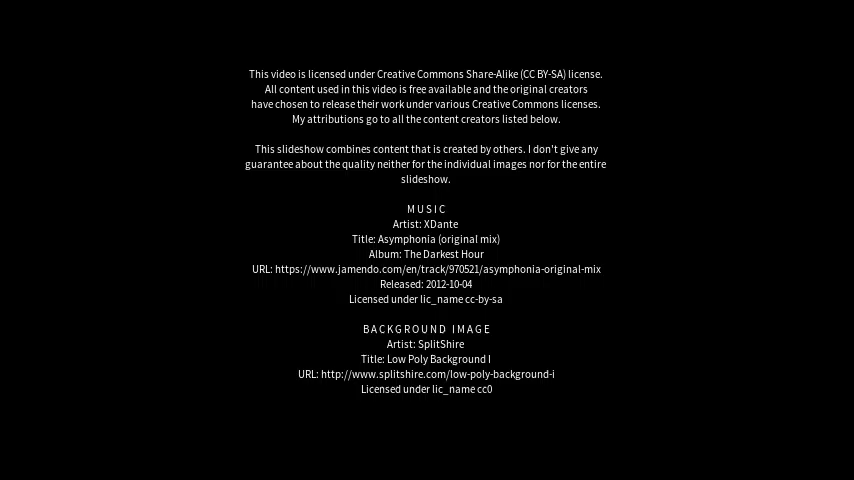 This video is licensed under Creative Commons Share-Alike (CC BY-SA) license.
All content used in this video is free available and the original creators
have chosen to release their work under various Creative Commons licenses.
My attributions go to all the content creators listed below.
This slideshow combines content that is created by others. I don't give any
guarantee about the quality neither for the individual images nor for the entire
slideshow.
MUSIC
Artist: XDante
Title: Asymphonia (original mix)
Album: The Darkest Hour
URL: https://www.jamendo.com/en/track/970521/asymphonia-original-mix
Released: 2012-10-04
Licensed under lic_name cc-by-sa
BACKGROUND IMAGE
Artist: SplitShire
Title: Low Poly Background I
URL: http://www.splitshire.com/low-poly-background-i
Licensed under lic_name cc0